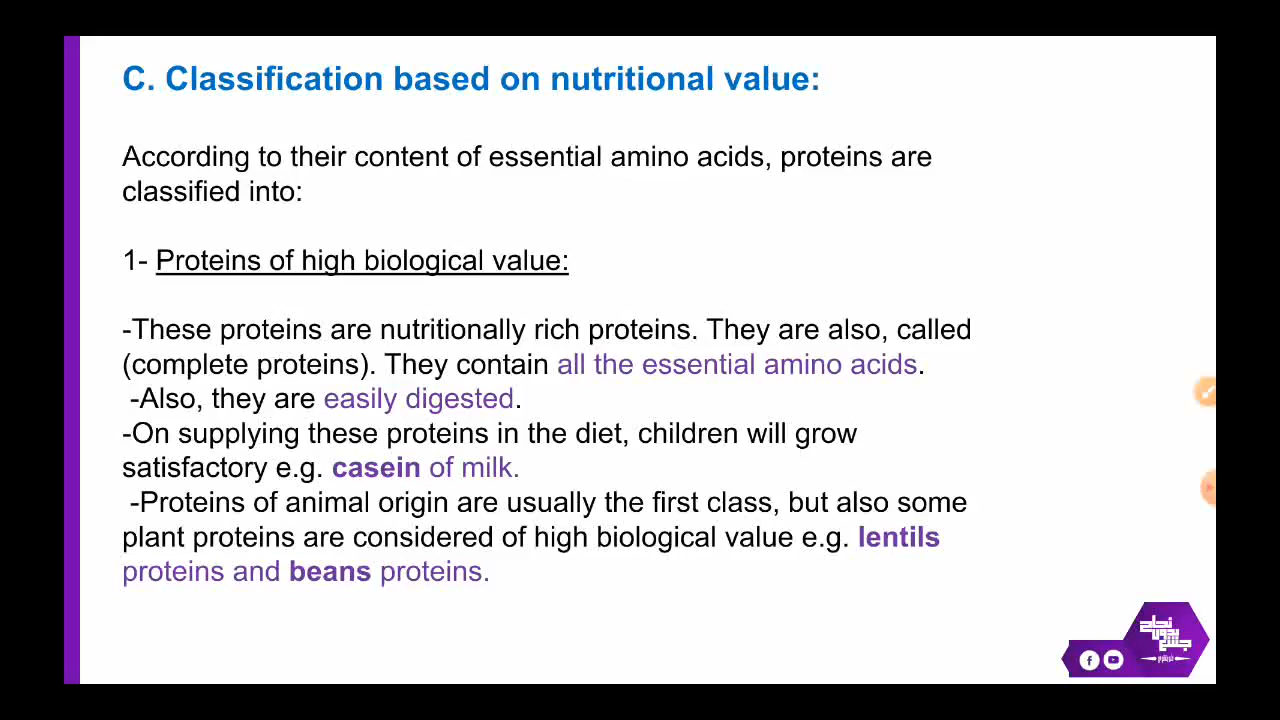 C. Classification based on nutritional value:
According to their content of essential amino acids, proteins are
classified into:
1- Proteins of high biological value:
-These proteins are nutritionally rich proteins. They are also, called
(complete proteins). They contain all the essential amino acids.
-Also, they are easily digested.
-On supplying these proteins in the diet, children will grow
satisfactory e.g. casein of milk.
-Proteins of animal origin are usually the first class, but also some
plant proteins are considered of high biological value e.g. lentils
proteins and beans proteins.
نجاح
بدون